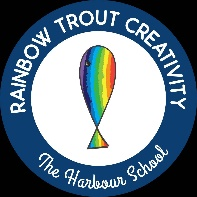 RAINBOW TROUT CREATIVITY
The Harbour School